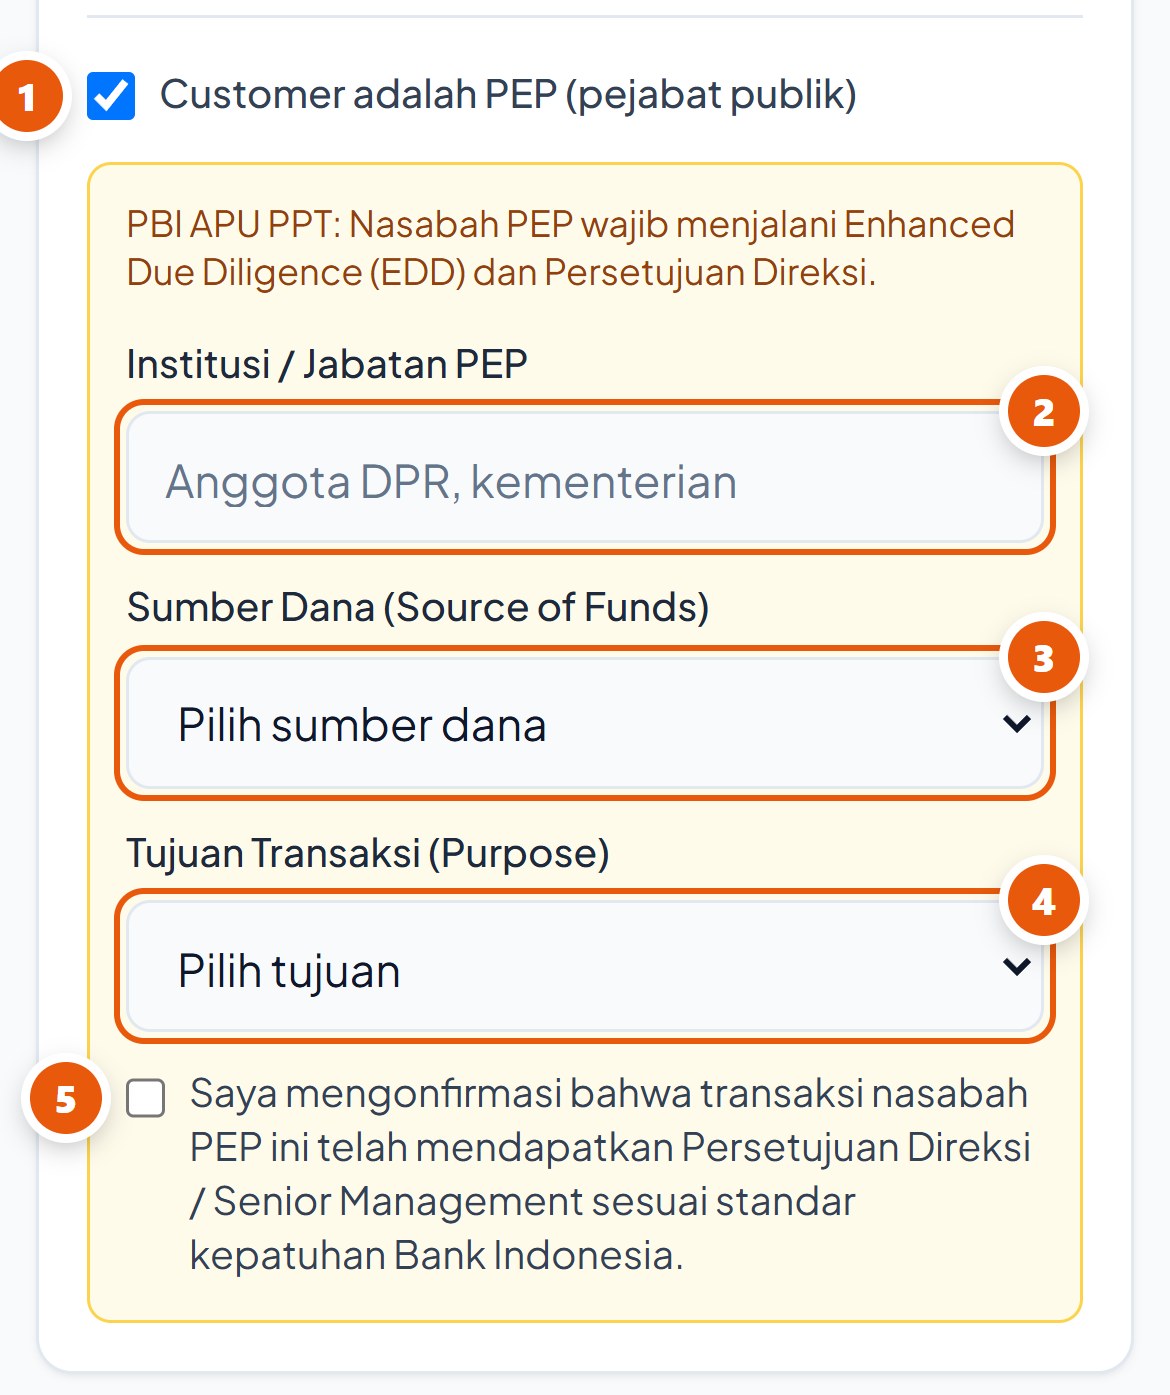 1
Customer adalah PEP (pejabat publik)
PBI APU PPT: Nasabah PEP wajib menjalani Enhanced
Due Diligence (EDD) dan Persetujuan Direksi.
Institusi / Jabatan PEP
2
Anggota DPR, kementerian
Sumber Dana (Source of Funds)
3
Pilih sumber dana
Tujuan Transaksi (Purpose)
4
Pilih tujuan
5
Saya mengonfirmasi bahwa transaksi nasabah
PEP ini telah mendapatkan Persetujuan Direksi
/ Senior Management sesuai standar
kepatuhan Bank Indonesia.